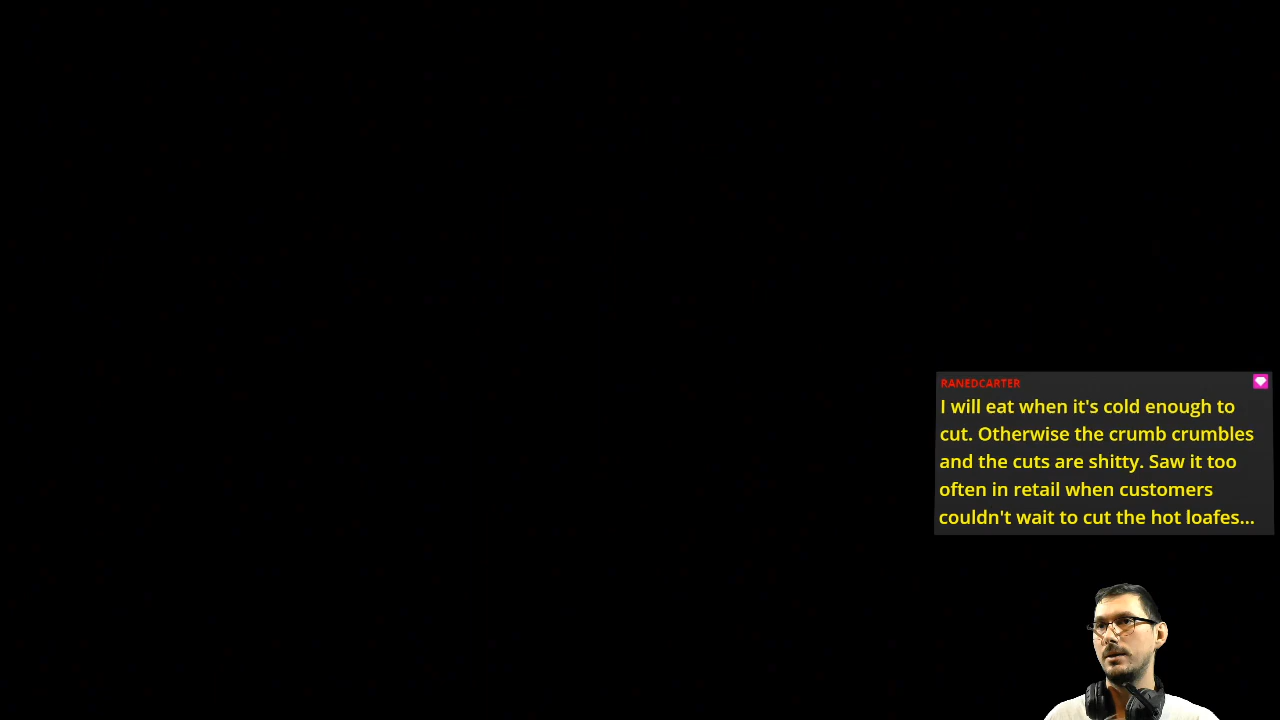 RANEDCARTER
I will eat when it's cold enough to
cut. Otherwise the crumb crumbles
and the cuts are shitty. Saw it too
often in retail when customers
couldn't wait to cut the hot loafes...